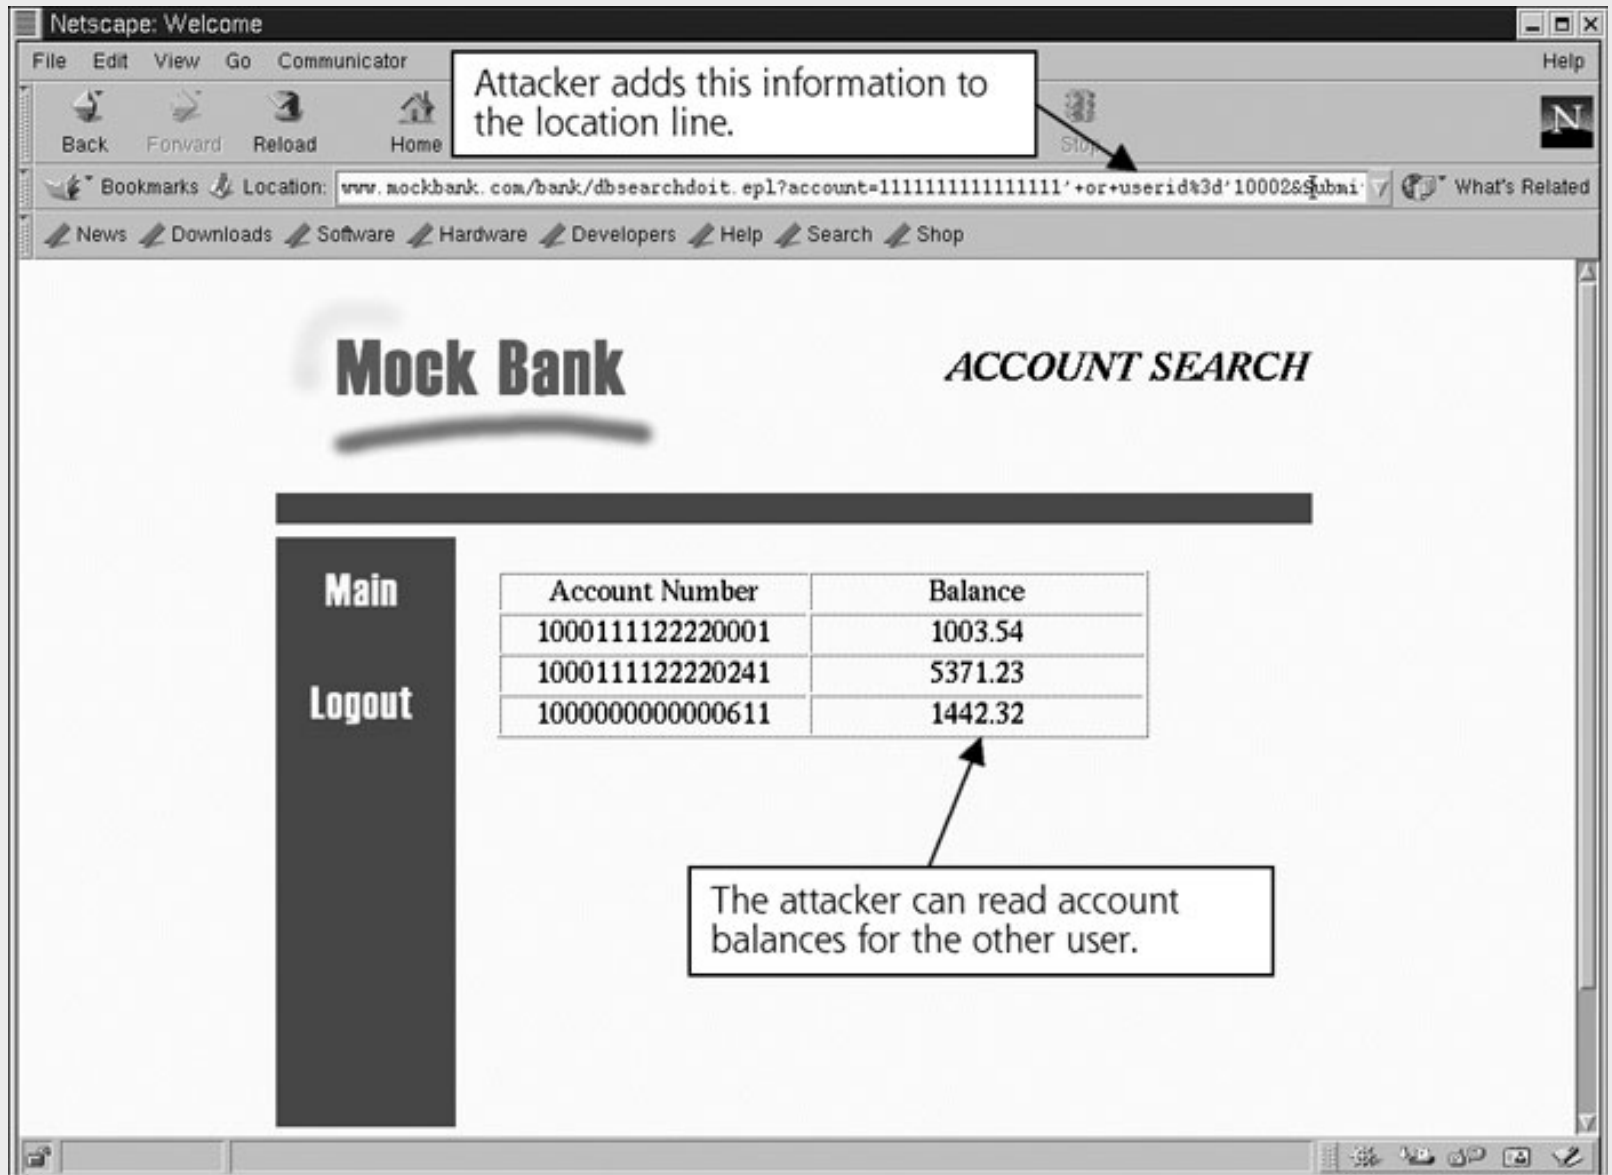 Netscape: Welcome
File Edit View Go Communicator Help
Attacker adds this information to
the location line.
Back Forward Reload Home Stop
N
Bookmarks Location: www.mockbank.com/bank/dbsearchdoit.epl?account=1111111111111111'+or+userid%3d'10002&Submi What's Related
News Downloads Software Hardware Developers Help Search Shop
Mock Bank
ACCOUNT SEARCH
Main
Logout
Account Number Balance
1000111122220001 1003.54
1000111122220241 5371.23
1000000000000611 1442.32
The attacker can read account
balances for the other user.